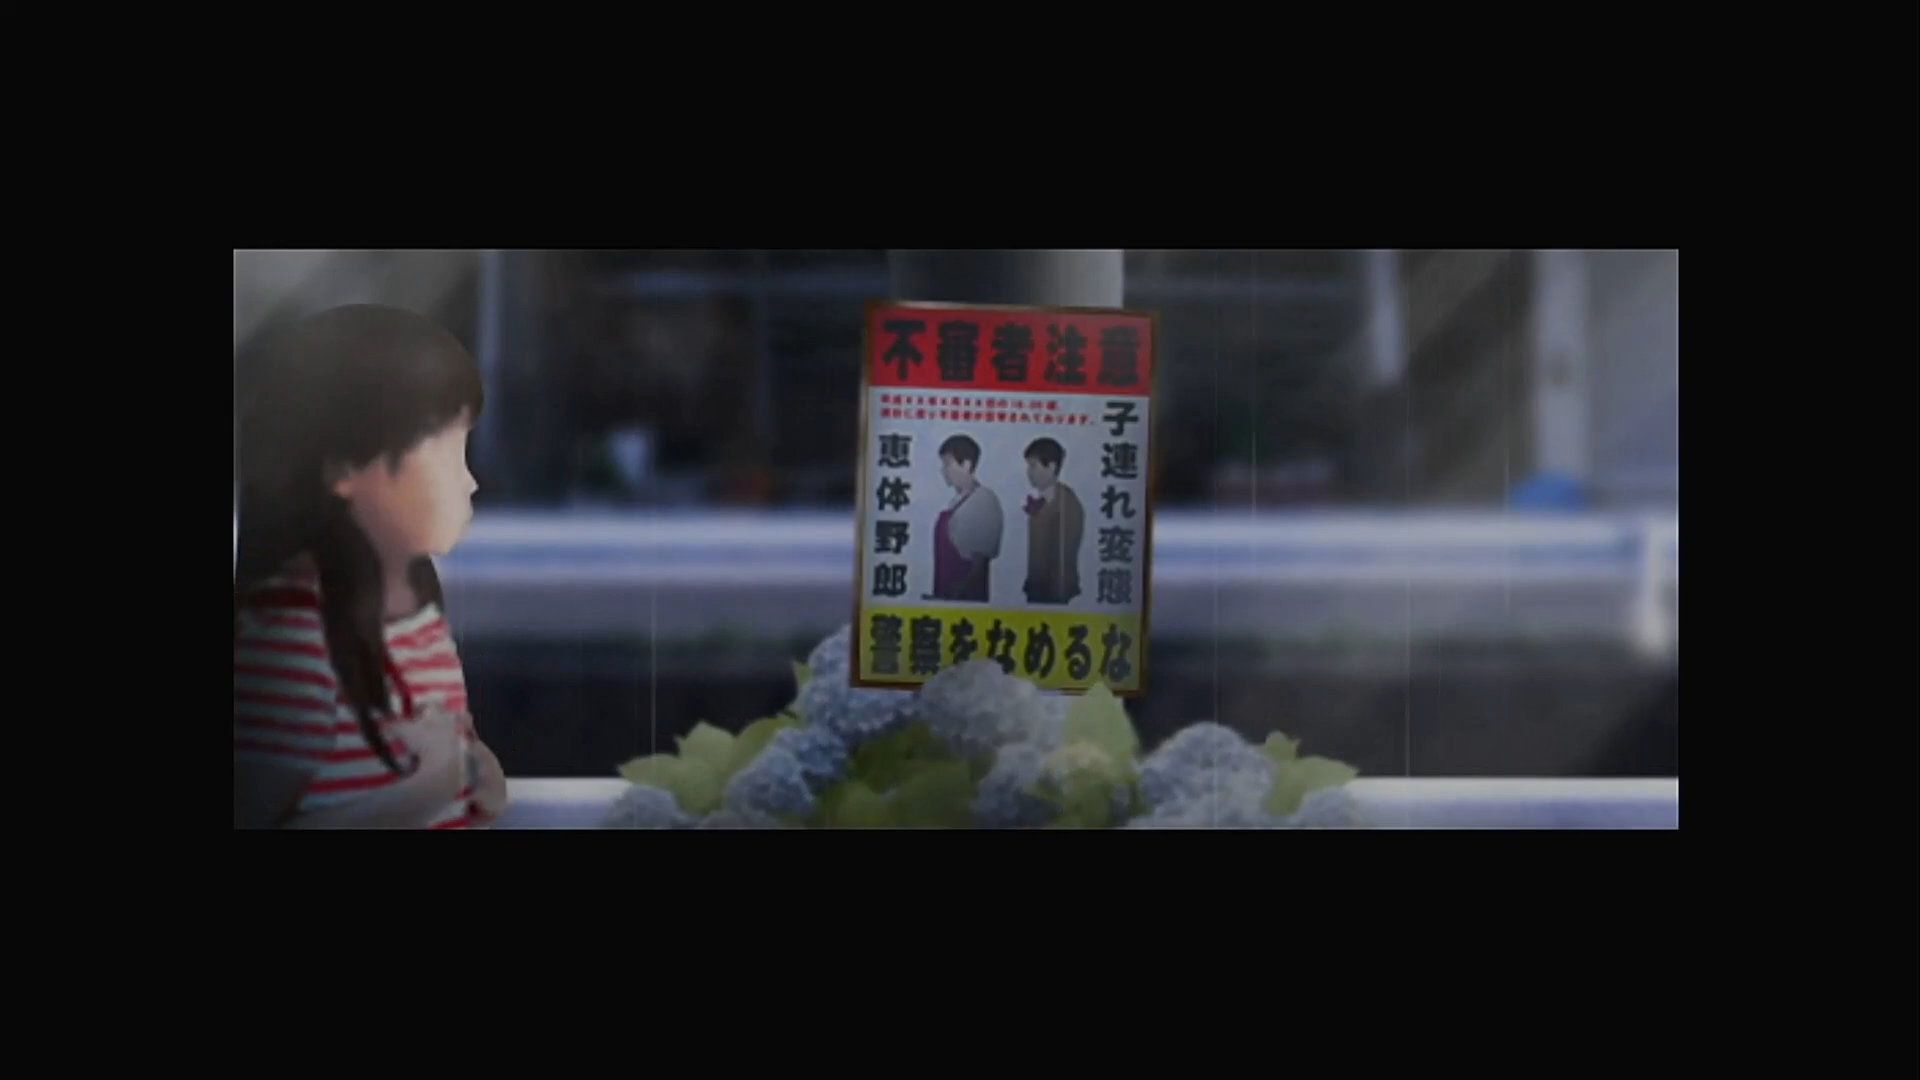 不審者注意
子連れ変態
恵体野郎
警察をなめるな